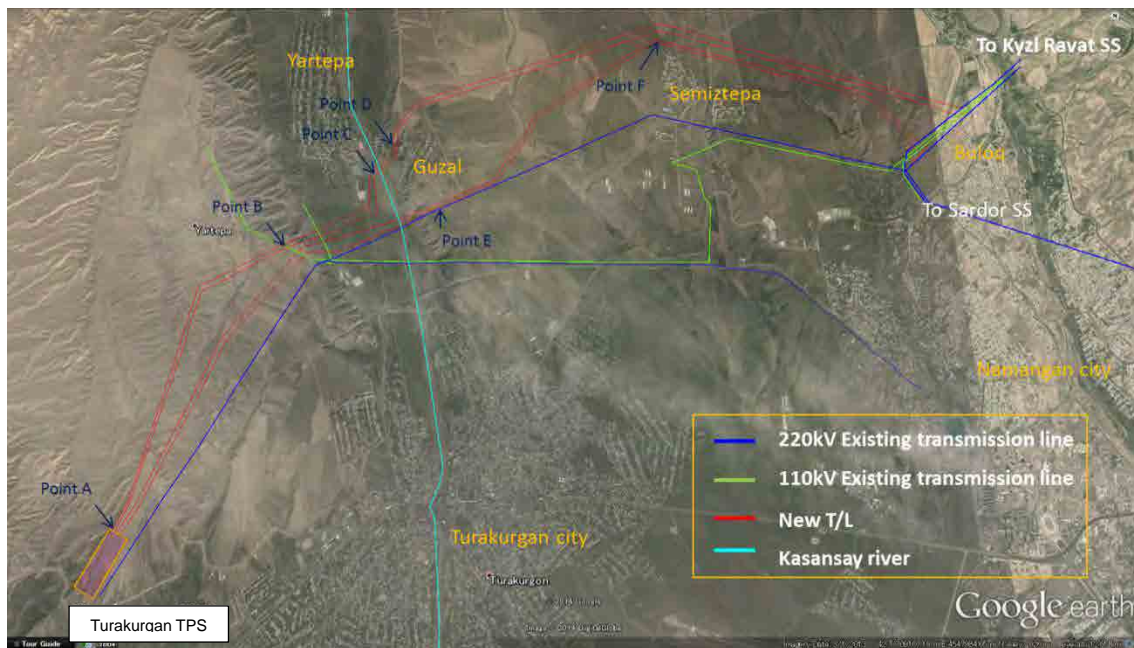 To Kyzl Ravat SS
Yartepa
Point F
Semiztepa
Point D
Point C
Guzal
Buloq
Point B
Yartepa
Point E
To Sardor SS
Namangan city
220kV Existing transmission line
110kV Existing transmission line
Point A
New T/L
Turakurgan city
Kasansay river
Turakurgon
Google earth
Turakurgan TPS
Tour Guide